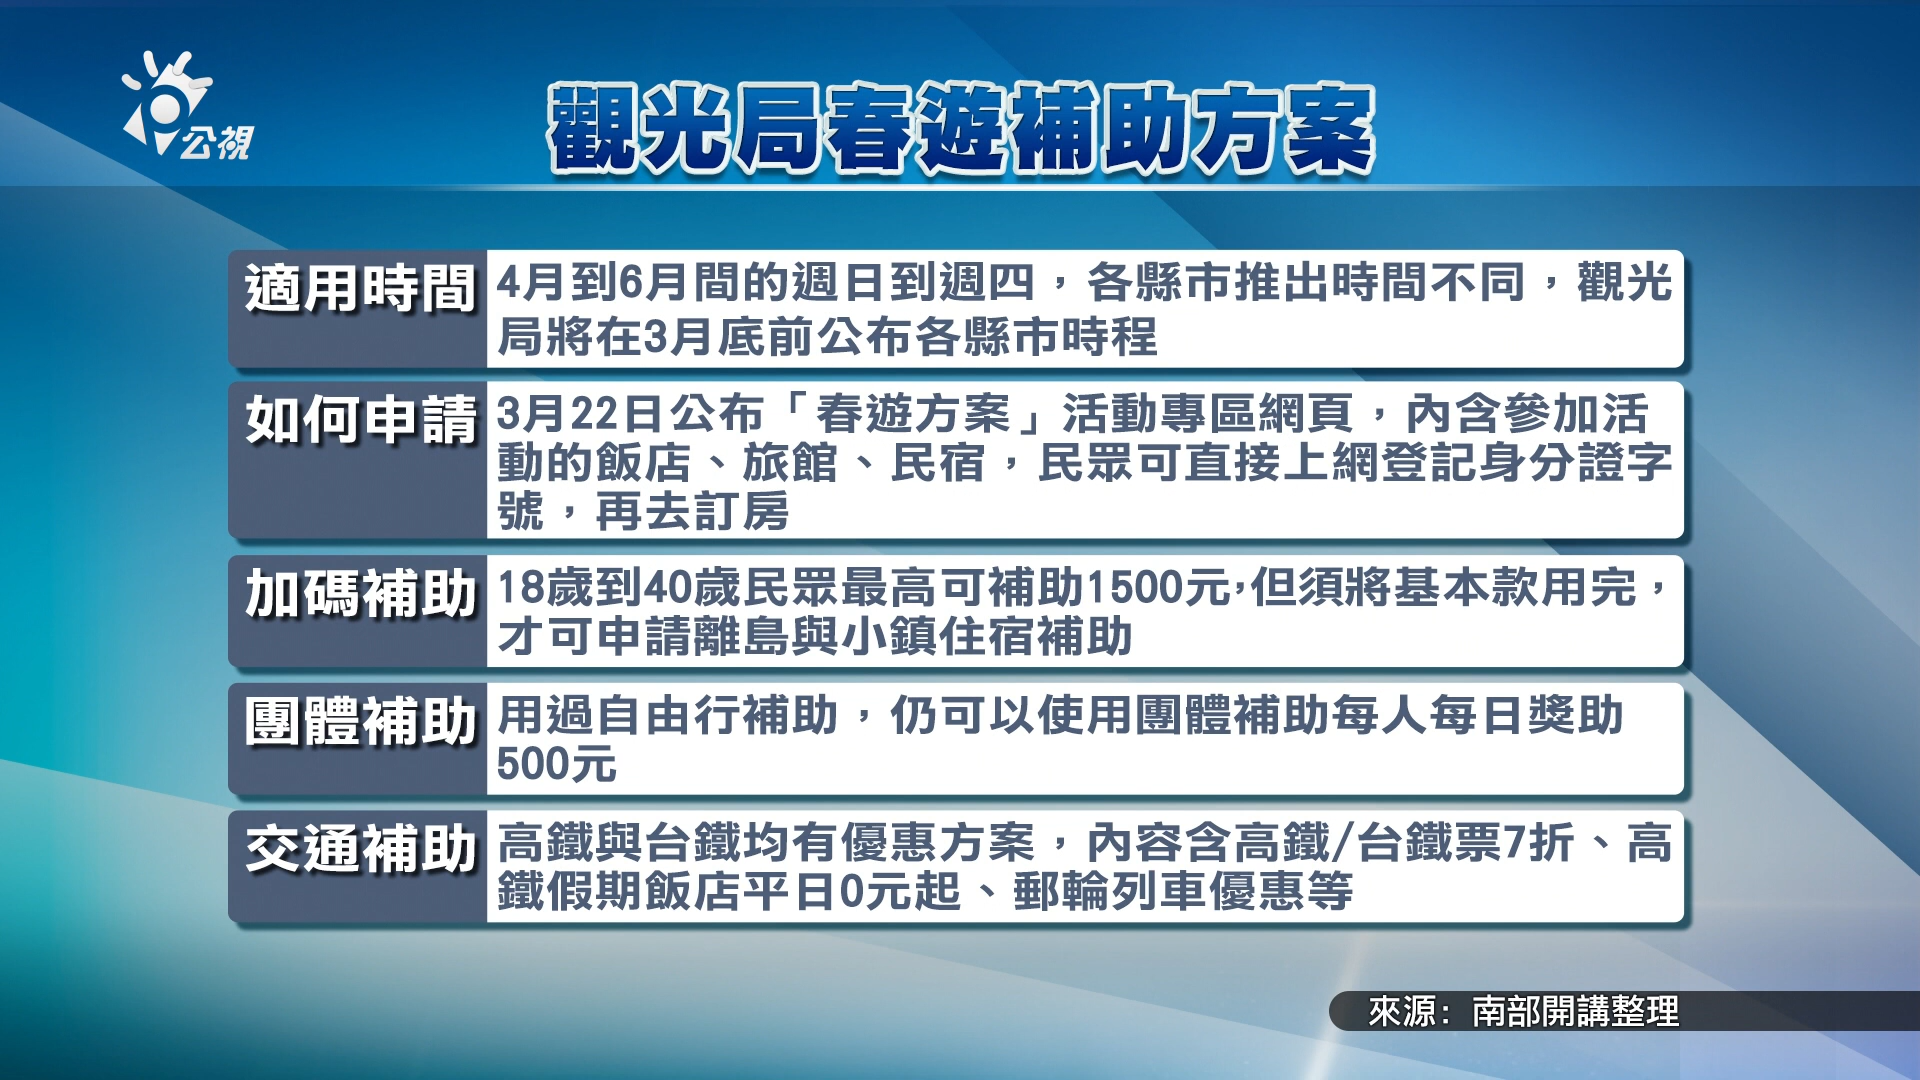 公視
觀光局春遊補助方案
適用時間
4月到6月間的週日到週四，各縣市推出時間不同，觀光
局將在3月底前公布各縣市時程
如何申請
3月22日公布「春遊方案」活動專區網頁，內含參加活
動的飯店、旅館、民宿，民眾可直接上網登記身分證字
號，再去訂房
加碼補助
18歲到40歲民眾最高可補助1500元，但須將基本款用完，
才可申請離島與小鎮住宿補助
團體補助
用過自由行補助，仍可以使用團體補助每人每日獎助
500元
交通補助
高鐵與台鐵均有優惠方案，內容含高鐵/台鐵票7折、高
鐵假期飯店平日0元起、郵輪列車優惠等
來源：南部開講整理